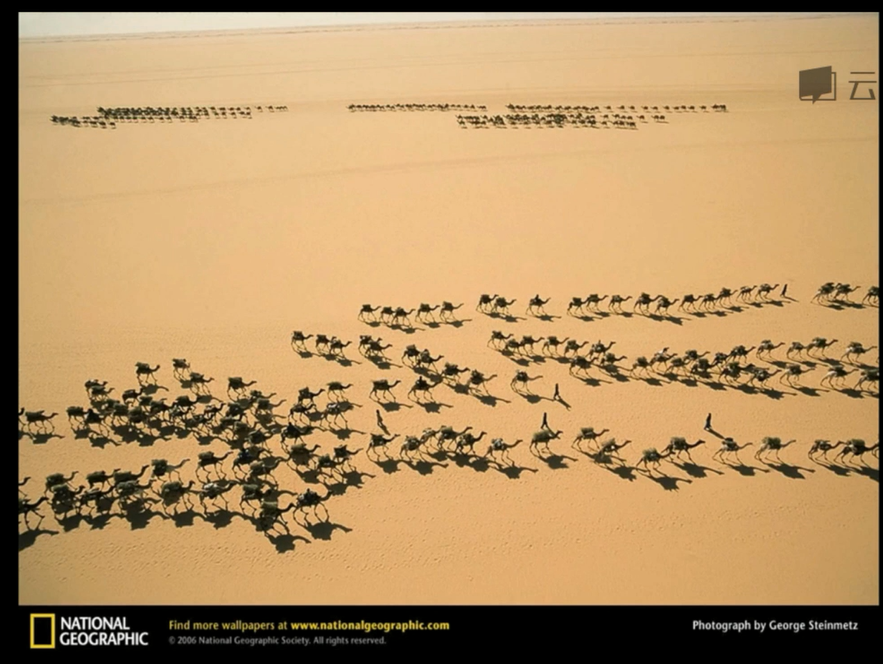 云
NATIONAL
GEOGRAPHIC
Find more wallpapers at www.nationalgeographic.com
© 2006 National Geographic Society. All rights reserved.
Photograph by George Steinmetz